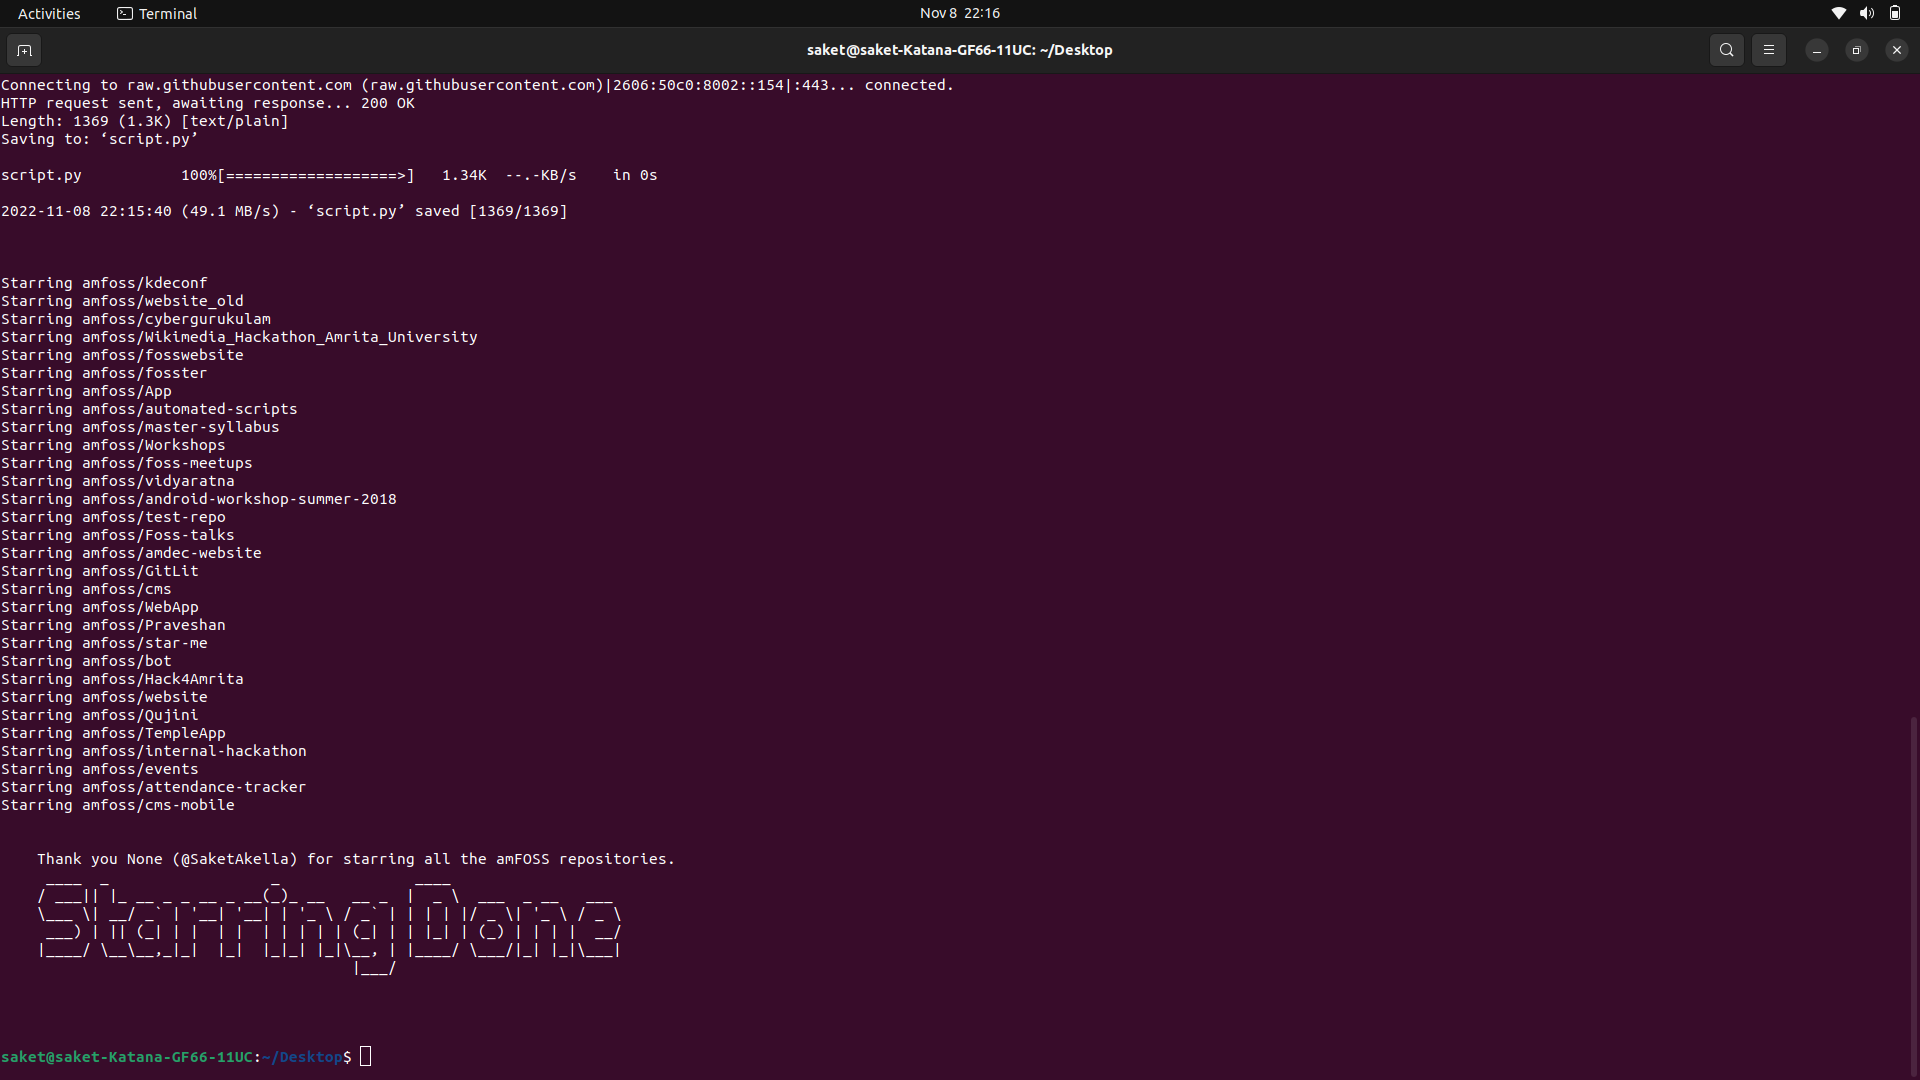 Activities Terminal Nov 8 22:16
saket@saket-Katana-GF66-11UC: ~/Desktop
Connecting to raw.githubusercontent.com (raw.githubusercontent.com)|2606:50c0:8002::154|:443... connected.
HTTP request sent, awaiting response... 200 OK
Length: 1369 (1.3K) [text/plain]
Saving to: ‘script.py’
script.py           100%[===================>]   1.34K  --.-KB/s    in 0s
2022-11-08 22:15:40 (49.1 MB/s) - ‘script.py’ saved [1369/1369]
Starring amfoss/kdeconf
Starring amfoss/website_old
Starring amfoss/cybergurukulam
Starring amfoss/Wikimedia_Hackathon_Amrita_University
Starring amfoss/fosswebsite
Starring amfoss/fosster
Starring amfoss/App
Starring amfoss/automated-scripts
Starring amfoss/master-syllabus
Starring amfoss/Workshops
Starring amfoss/foss-meetups
Starring amfoss/vidyaratna
Starring amfoss/android-workshop-summer-2018
Starring amfoss/test-repo
Starring amfoss/Foss-talks
Starring amfoss/amdec-website
Starring amfoss/GitLit
Starring amfoss/cms
Starring amfoss/WebApp
Starring amfoss/Praveshan
Starring amfoss/star-me
Starring amfoss/bot
Starring amfoss/Hack4Amrita
Starring amfoss/website
Starring amfoss/Qujini
Starring amfoss/TempleApp
Starring amfoss/internal-hackathon
Starring amfoss/events
Starring amfoss/attendance-tracker
Starring amfoss/cms-mobile
Thank you None (@SaketAkella) for starring all the amFOSS repositories.
StarringDone
saket@saket-Katana-GF66-11UC:~/Desktop$